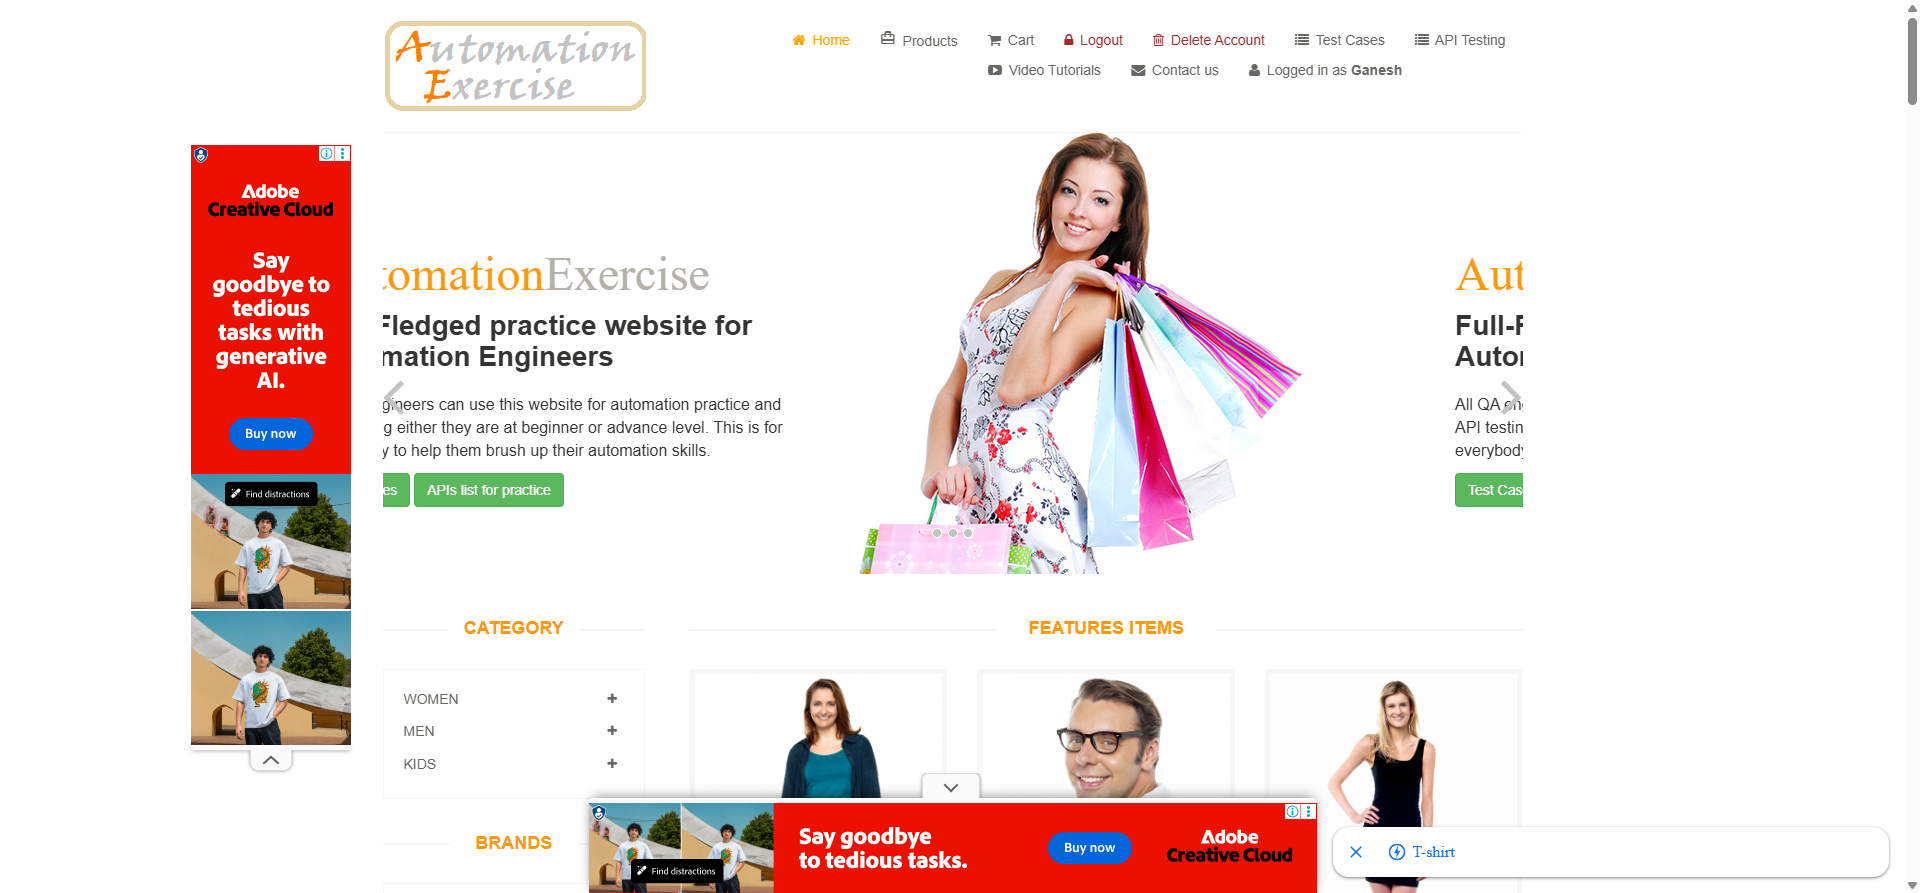 Automation
Exercise
Home
Products
Cart
Logout
Delete Account
Test Cases
API Testing
Video Tutorials
Contact us
Logged in as Ganesh
Adobe
Creative Cloud
Say
goodbye to
tedious
tasks with
generative
AI.
Buy now
Find distractions
tomationExercise
Fledged practice website for
mation Engineers
gineers can use this website for automation practice and
g either they are at beginner or advance level. This is for
y to help them brush up their automation skills.
es
APIs list for practice
Aut
Full-F
Autor
All QA eng
API testin
everybody
Test Cas
CATEGORY
WOMEN
MEN
KIDS
BRANDS
FEATURES ITEMS
Find distractions
Say goodbye
to tedious tasks.
Buy now
Adobe
Creative Cloud
T-shirt